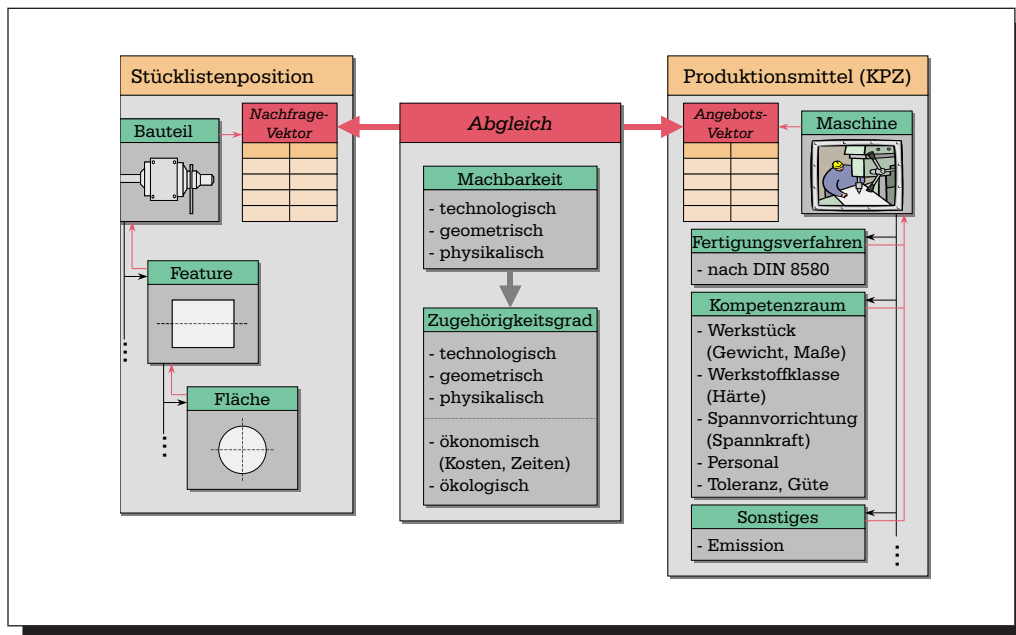 Stücklistenposition
Nachfrage-
Vektor
Bauteil
Feature
Fläche
Abgleich
Machbarkeit
- technologisch
- geometrisch
- physikalisch
Zugehörigkeitsgrad
- technologisch
- geometrisch
- physikalisch
- ökonomisch
(Kosten, Zeiten)
- ökologisch
Produktionsmittel (KPZ)
Angebots-
Vektor
Maschine
Fertigungsverfahren
- nach DIN 8580
Kompetenzraum
- Werkstück
(Gewicht, Maße)
- Werkstoffklasse
(Härte)
- Spannvorrichtung
(Spannkraft)
- Personal
- Toleranz, Güte
Sonstiges
- Emission